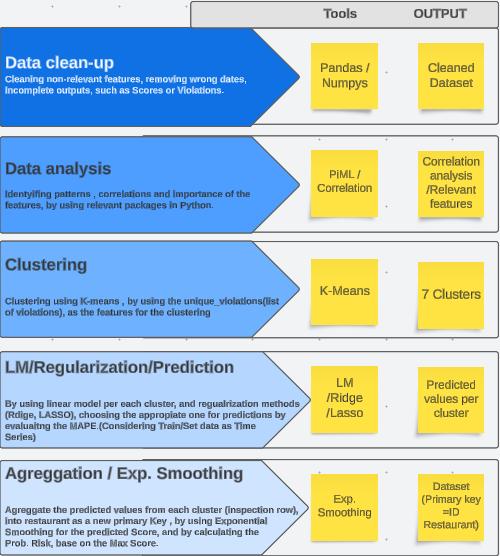 Tools OUTPUT
Data clean-up
Cleaning non-relevant features, removing wrong dates,
Incomplete outputs, such as Scores or Violations.
Pandas /
Numpys
Cleaned
Dataset
Data analysis
Identyifing patterns , correlations and importance of the
features, by using relevant packages in Python.
PiML /
Correlation
Correlation
analysis
/Relevant
features
Clustering
Clustering using K-means , by using the unique_violations(list
of violations), as the features for the clustering
K-Means
7 Clusters
LM/Regularization/Prediction
By using linear model per each cluster, and regualrization methods
(Rdige, LASSO), choosing the appropiate one for predictions by
evaluaitng the MAPE.(Considering Train/Set data as Time
Series)
LM
/Ridge
/Lasso
Predicted
values per
cluster
Agreggation / Exp. Smoothing
Agreggate the predicted values from each cluster (inspection row),
into restaurant as a new primary Key , by using Exponential
Smoothing for the predicted Score, and by calculating the
Prob. Risk, base on the Max Score.
Exp.
Smoothing
Dataset
(Primary key
=ID
Restaurant)